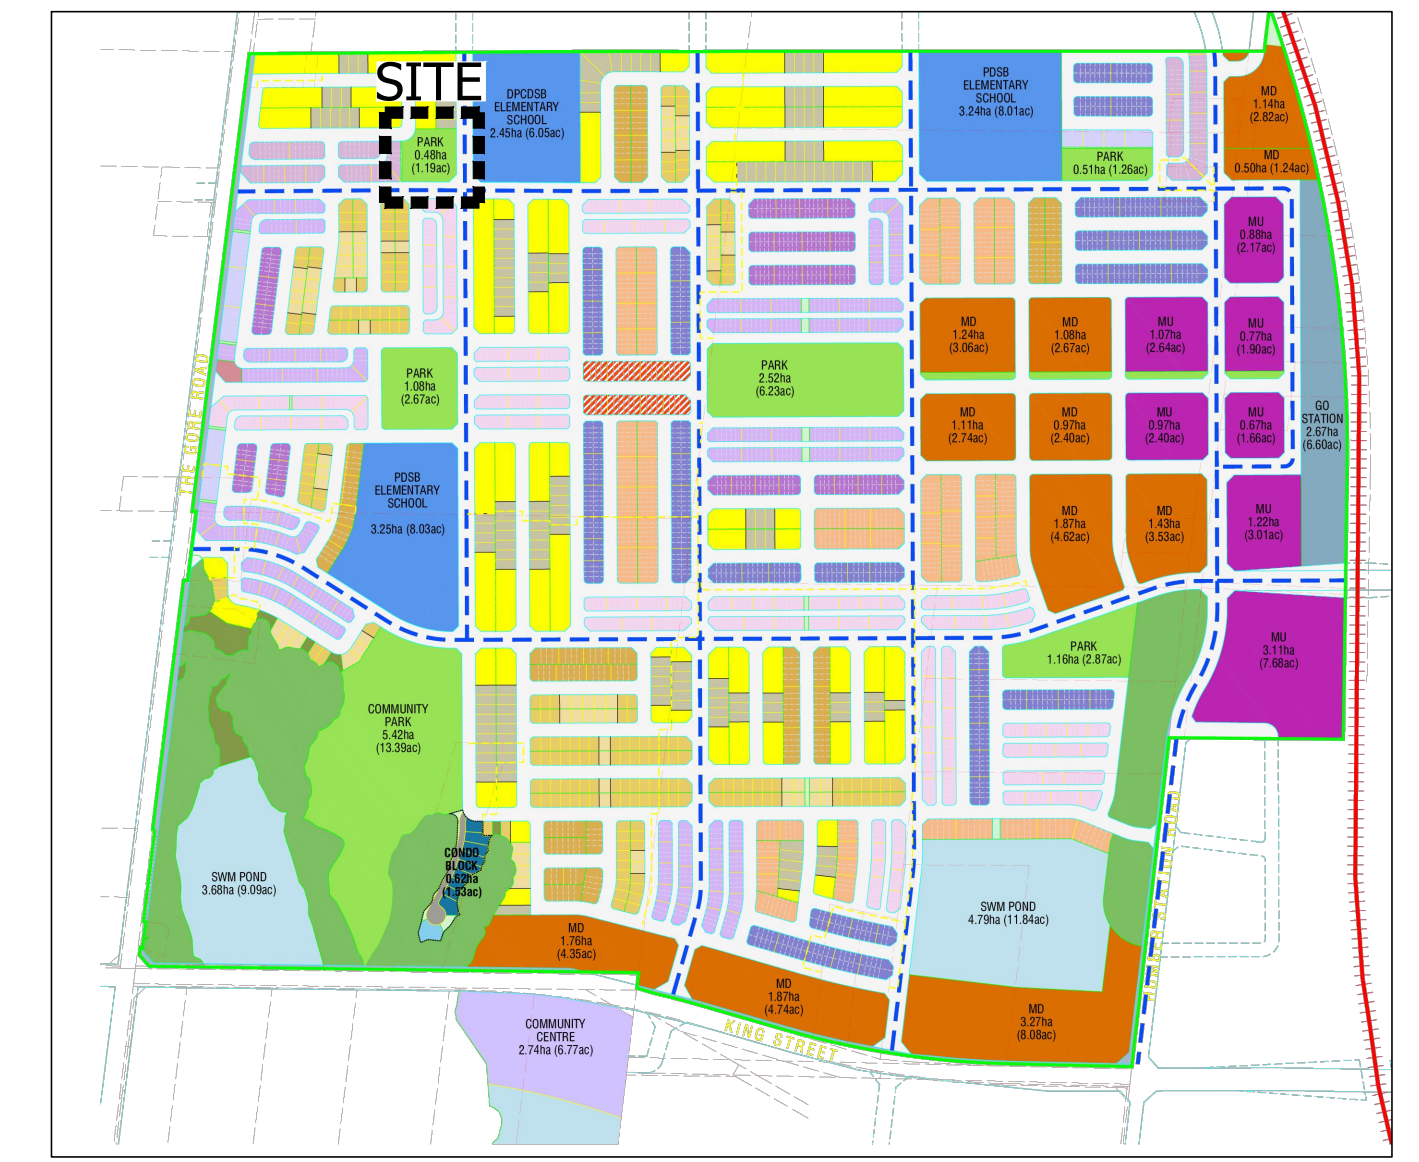 SITE
DPCDSB
ELEMENTARY
SCHOOL
2.45ha (6.05ac)
PDSB
ELEMENTARY
SCHOOL
3.24ha (8.01ac)
MD
1.14ha
(2.82ac)
PARK
0.48ha
(1.19ac)
PARK
0.51ha (1.26ac)
MD
0.50ha (1.24ac)
MU
0.88ha
(2.17ac)
MD
1.24ha
(3.06ac)
MD
1.08ha
(2.67ac)
MU
1.07ha
(2.64ac)
MU
0.77ha
(1.90ac)
THE GORE ROAD
PARK
1.08ha
(2.67ac)
PARK
2.52ha
(6.23ac)
MD
1.11ha
(2.74ac)
MD
0.97ha
(2.40ac)
MU
0.97ha
(2.40ac)
MU
0.67ha
(1.66ac)
GO
STATION
2.67ha
(6.60ac)
PDSB
ELEMENTARY
SCHOOL
3.25ha (8.03ac)
MD
1.87ha
(4.62ac)
MD
1.43ha
(3.53ac)
MU
1.22ha
(3.01ac)
PARK
1.16ha (2.87ac)
MU
3.11ha
(7.68ac)
COMMUNITY
PARK
5.42ha
(13.39ac)
CONDO
BLOCK
0.62ha
(1.53ac)
SWM POND
3.68ha (9.09ac)
SWM POND
4.79ha (11.84ac)
HUMBER STATION ROAD
MD
1.76ha
(4.35ac)
MD
1.87ha
(4.74ac)
MD
3.27ha
(8.08ac)
KING STREET
COMMUNITY
CENTRE
2.74ha (6.77ac)